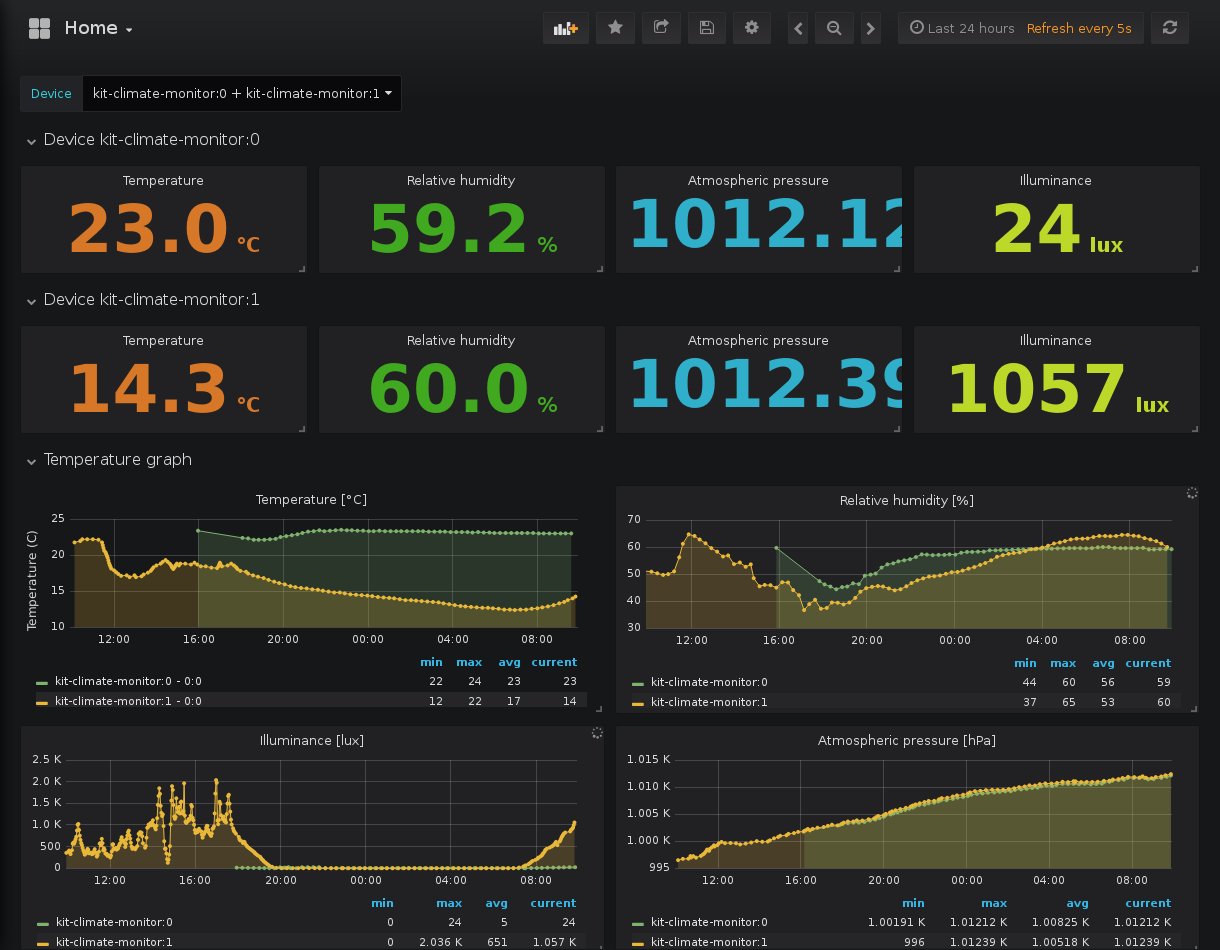 Home
Last 24 hours Refresh every 5s
Device kit-climate-monitor:0 + kit-climate-monitor:1
Device kit-climate-monitor:0
Temperature Relative humidity Atmospheric pressure Illuminance
23.0 °C 59.2 % 1012.12 24 lux
Device kit-climate-monitor:1
Temperature Relative humidity Atmospheric pressure Illuminance
14.3 °C 60.0 % 1012.39 1057 lux
Temperature graph
Temperature [°C]
Temperature (C)
25
20
15
10
12:00 16:00 20:00 00:00 04:00 08:00
min max avg current
kit-climate-monitor:0 - 0:0 22 24 23 23
kit-climate-monitor:1 - 0:0 12 22 17 14
Relative humidity [%]
70
60
50
40
30
12:00 16:00 20:00 00:00 04:00 08:00
min max avg current
kit-climate-monitor:0 44 60 56 59
kit-climate-monitor:1 37 65 53 60
Illuminance [lux]
2.5 K
2.0 K
1.5 K
1.0 K
500
0
12:00 16:00 20:00 00:00 04:00 08:00
min max avg current
kit-climate-monitor:0 0 24 5 24
kit-climate-monitor:1 0 2.036 K 651 1.057 K
Atmospheric pressure [hPa]
1.015 K
1.010 K
1.005 K
1.000 K
995
12:00 16:00 20:00 00:00 04:00 08:00
min max avg current
kit-climate-monitor:0 1.00191 K 1.01212 K 1.00825 K 1.01212 K
kit-climate-monitor:1 996 1.01239 K 1.00518 K 1.01239 K